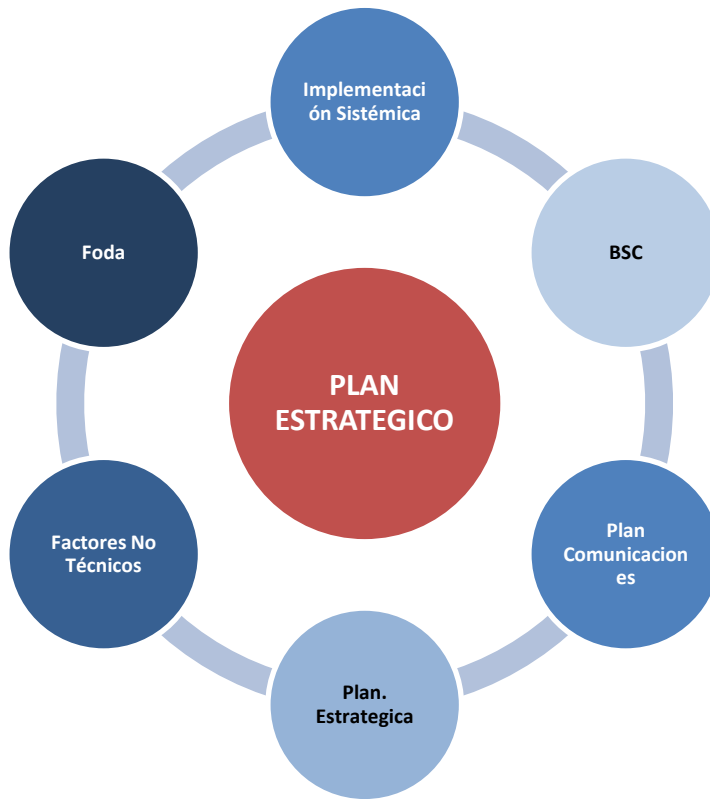 Implementaci
ón Sistémica
Foda
BSC
PLAN
ESTRATEGICO
Factores No
Técnicos
Plan
Comunicacion
es
Plan.
Estrategica